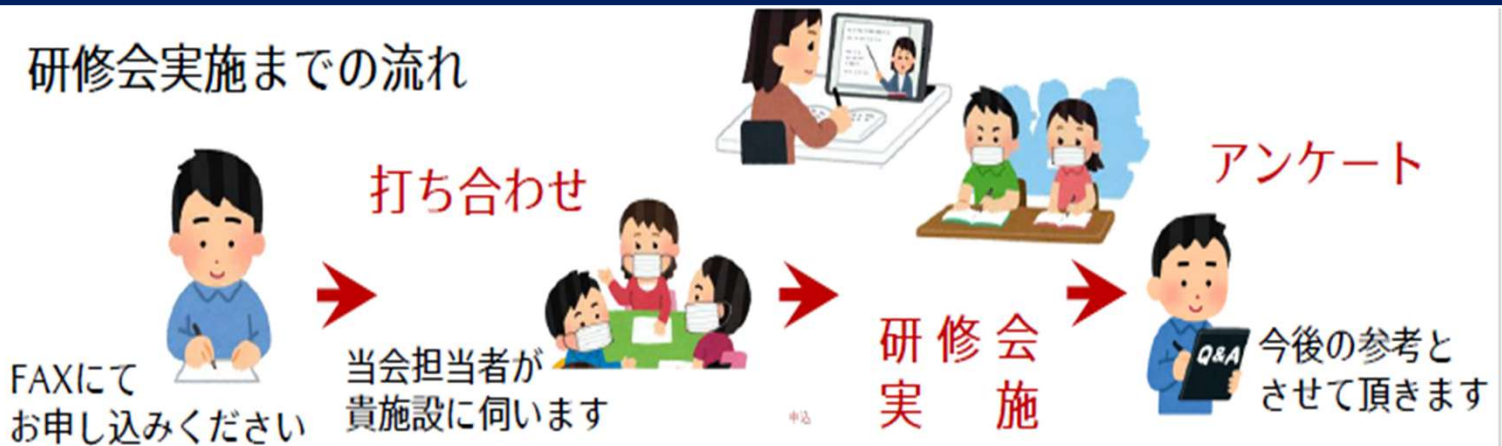 研修会実施までの流れ
FAXにて
お申し込みください
打ち合わせ
当会担当者が
貴施設に伺います
申込
研修会
実施
アンケート
Q&A
今後の参考と
させて頂きます